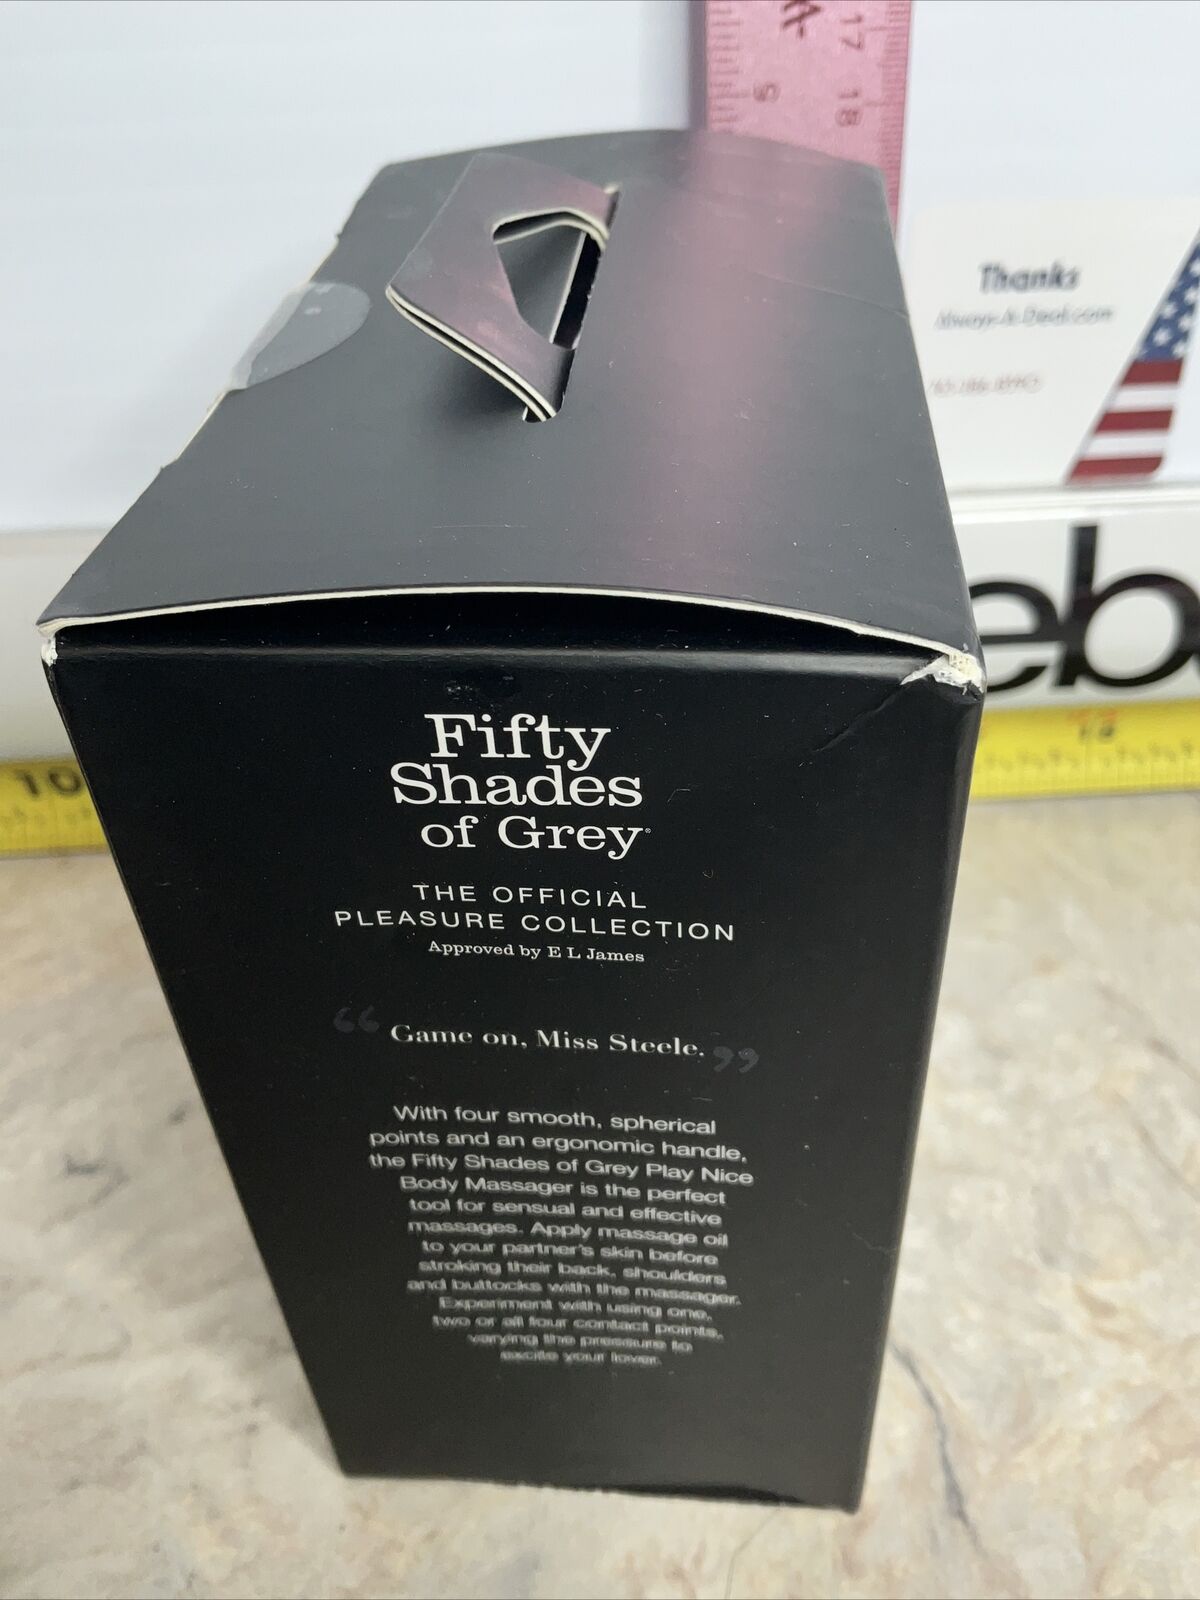 17
18
9
Thanks
Always-A-Deal.com
eb
10
Fifty
Shades
of Grey
THE OFFICIAL
PLEASURE COLLECTION
Approved by E L James
“ Game on, Miss Steele. ”
With four smooth, spherical
points and an ergonomic handle,
the Fifty Shades of Grey Play Nice
Body Massager is the perfect
tool for sensual and effective
massages. Apply massage oil
to your partner's skin before
stroking their back, shoulders
and buttocks with the massager.
Experiment with using one,
two or all four contact points,
varying the pressure to
excite your lover.